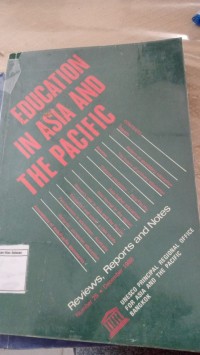 EDUCATION
IN ASIA AND
THE PACIFIC
Reviews, Reports and Notes
December
UNESCO PRINCIPAL REGIONAL OFFICE
FOR ASIA AND THE PACIFIC
BANGKOK